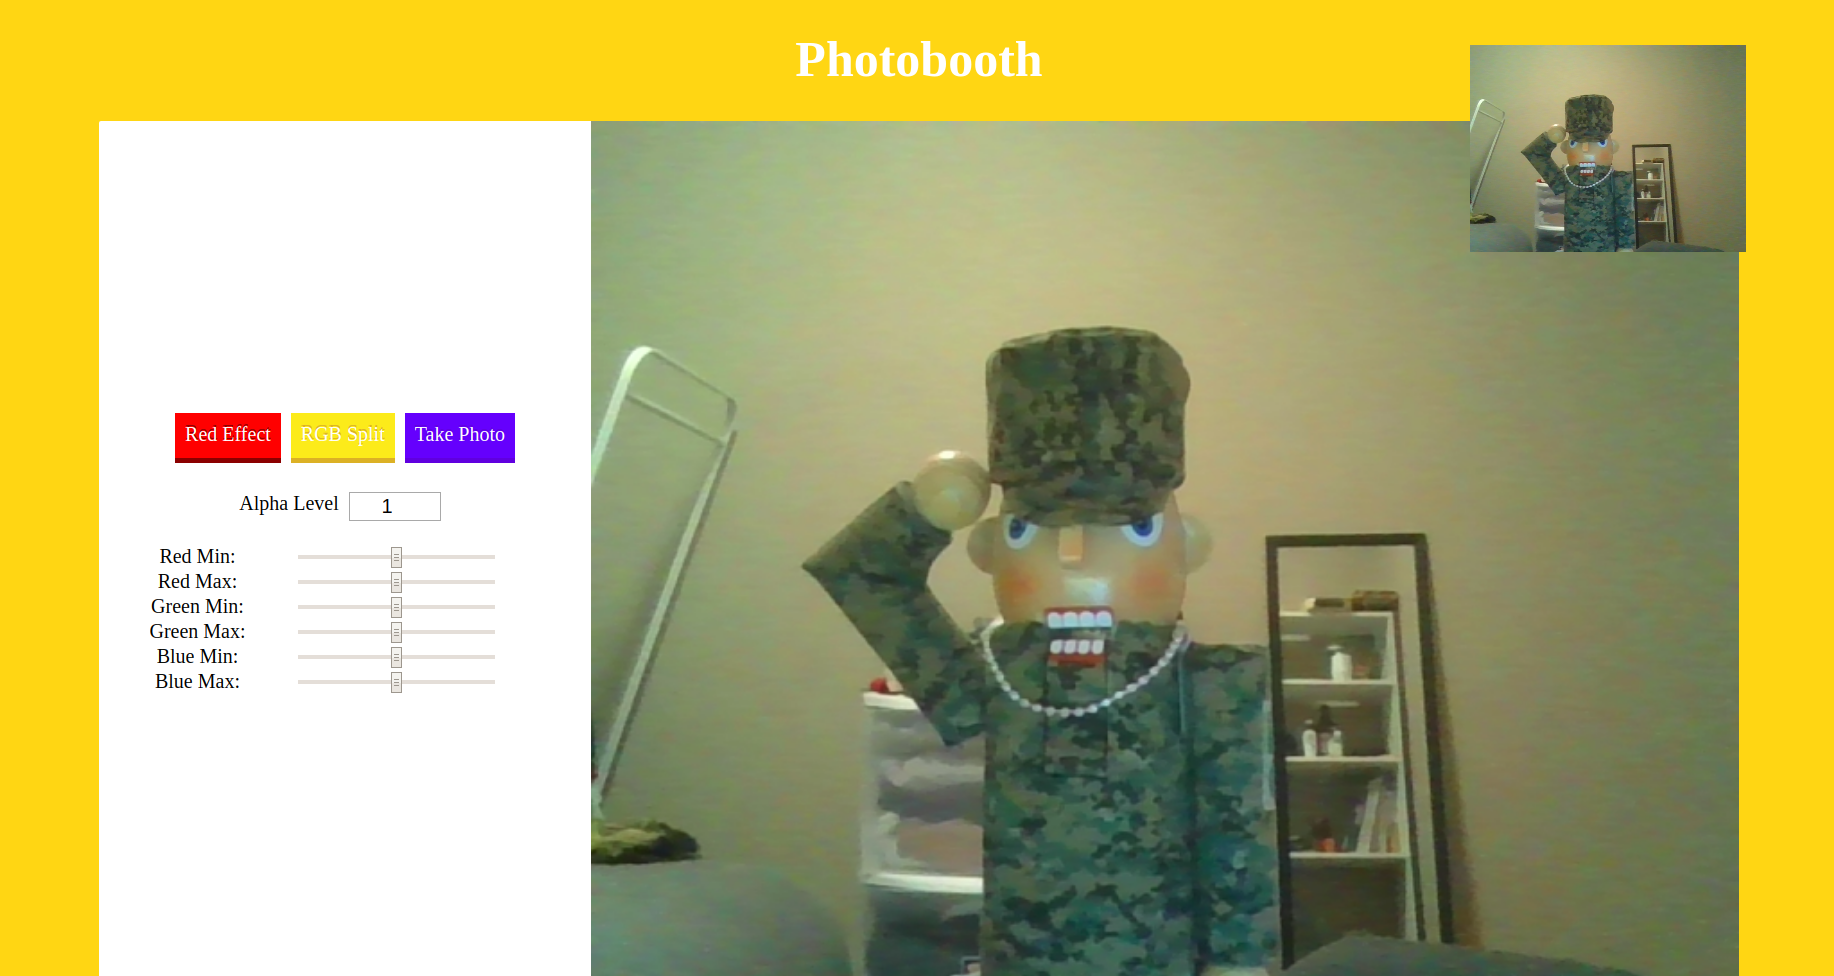 Photobooth
Red Effect
RGB Split
Take Photo
Alpha Level
1
Red Min:
Red Max:
Green Min:
Green Max:
Blue Min:
Blue Max: